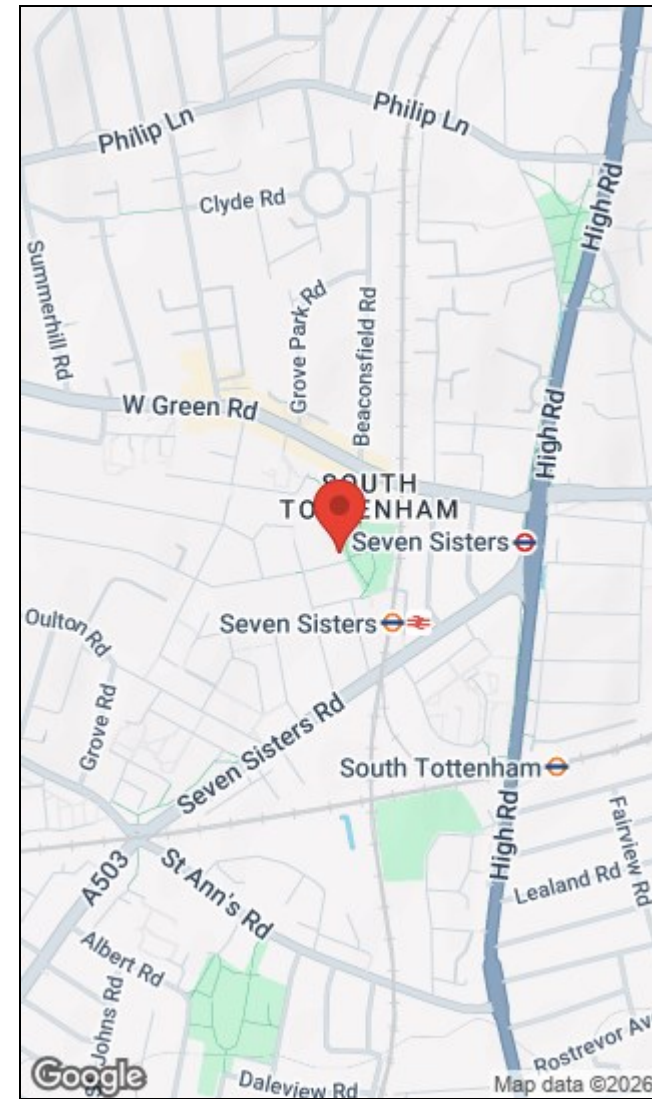 Philip Ln
Philip Ln
Clyde Rd
High Rd
Summerhill Rd
Grove Park Rd
Beaconsfield Rd
W Green Rd
High Rd
SOUTH
Seven Sisters
Seven Sisters
Oulton Rd
Grove Rd
Seven Sisters Rd
South Tottenham
High Rd
Fairview Rd
A503
St Ann's Rd
Lealand Rd
Albert Rd
Johns Rd
Rostrevor Av
Daleview Rd
Google
Map data ©2026